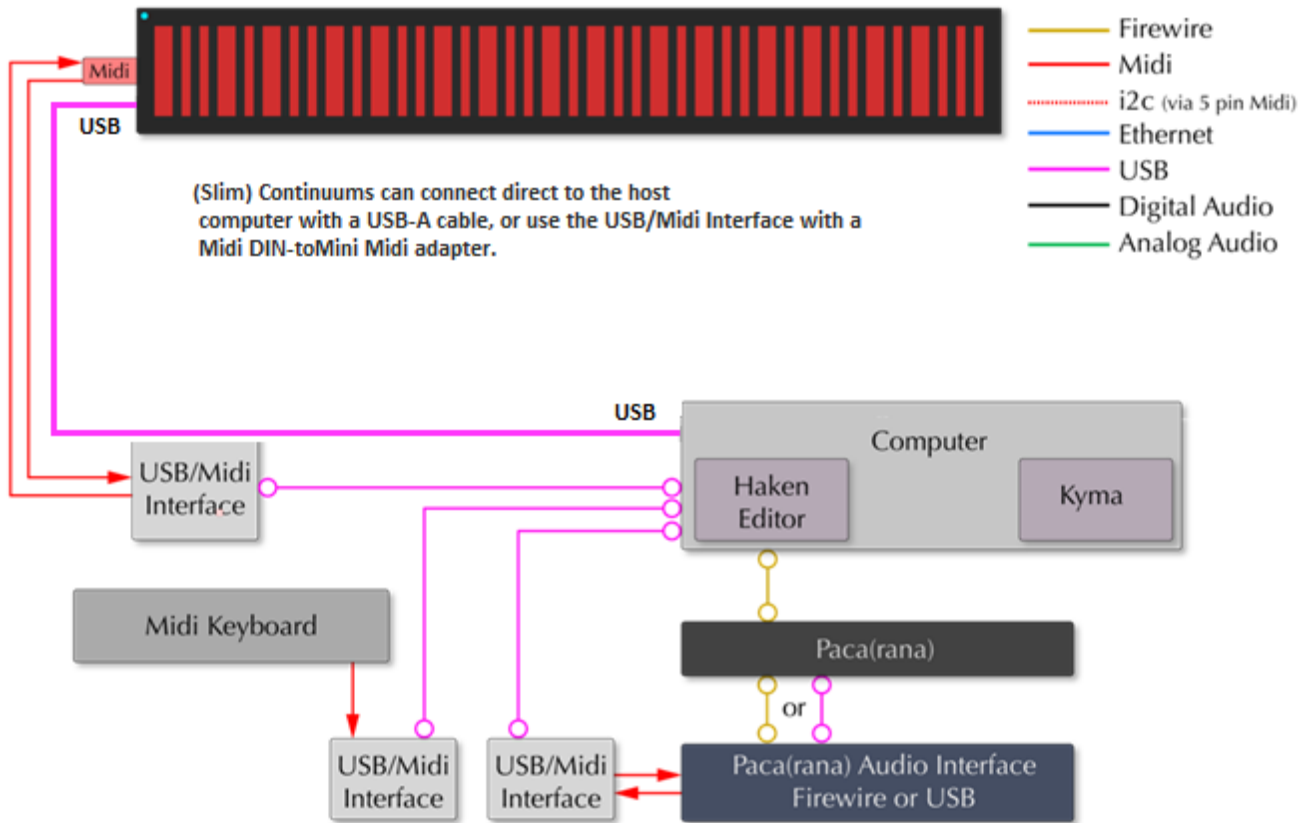 Midi
USB
Firewire
Midi
i2c (via 5 pin Midi)
Ethernet
USB
Digital Audio
Analog Audio
(Slim) Continuums can connect direct to the host
computer with a USB-A cable, or use the USB/Midi Interface with a
Midi DIN-toMini Midi adapter.
USB
Computer
Haken
Editor
Kyma
USB/Midi
Interface
Midi Keyboard
Paca(rana)
or
USB/Midi
Interface
USB/Midi
Interface
Paca(rana) Audio Interface
Firewire or USB